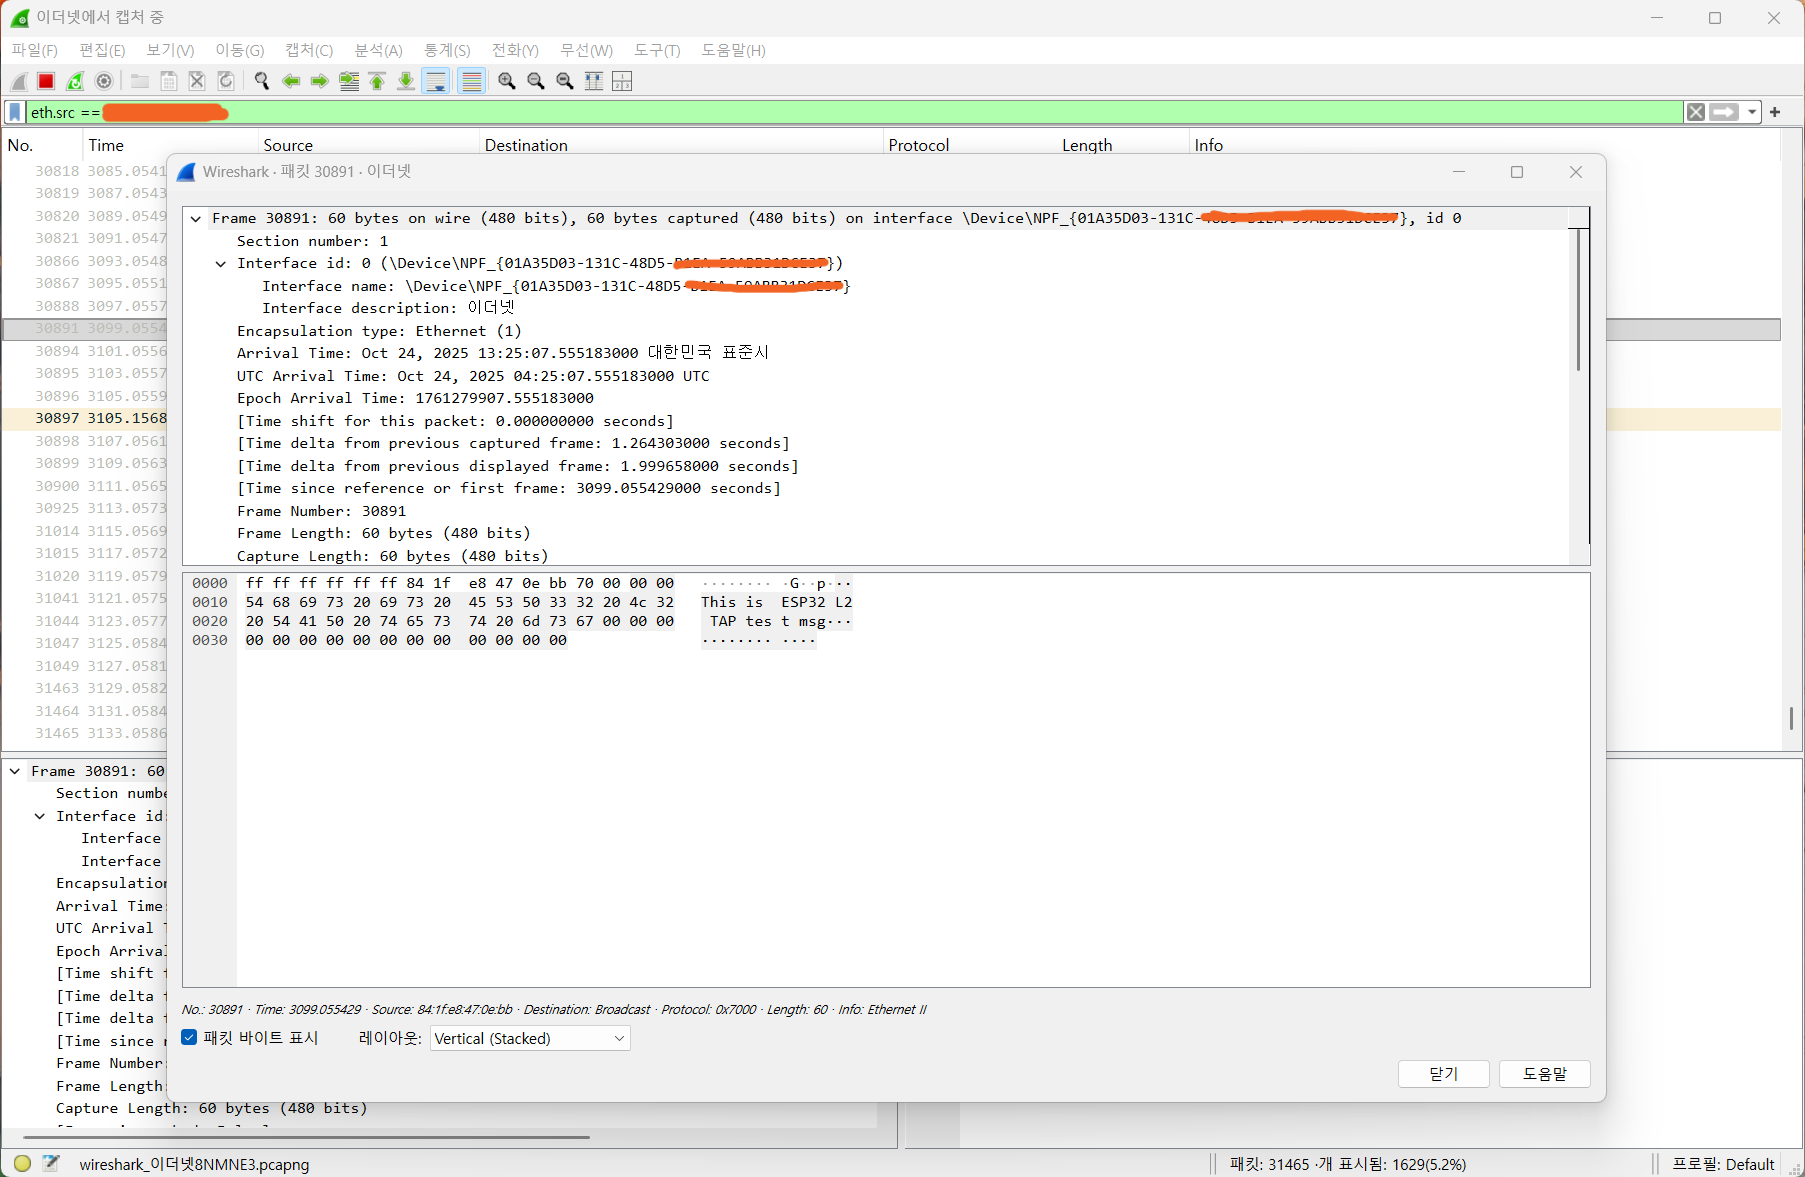 이더넷에서 캡처 중
파일(F) 편집(E) 보기(V) 이동(G) 캡처(C) 분석(A) 통계(S) 전화(Y) 무선(W) 도구(T) 도움말(H)
eth.src ==
No. Time Source Destination Protocol Length Info
30818 3085.0541
30819 3087.0543
30820 3089.0549
30821 3091.0547
30866 3093.0548
30867 3095.0551
30888 3097.0557
30891 3099.0554
30894 3101.0556
30895 3103.0557
30896 3105.0559
30897 3105.1568
30898 3107.0561
30899 3109.0563
30900 3111.0565
30925 3113.0573
31014 3115.0569
31015 3117.0572
31020 3119.0579
31041 3121.0575
31044 3123.0577
31047 3125.0584
31049 3127.0581
31463 3129.0582
31464 3131.0584
31465 3133.0586
Wireshark · 패킷 30891 · 이더넷
Frame 30891: 60 bytes on wire (480 bits), 60 bytes captured (480 bits) on interface \Device\NPF_{01A35D03-131C- }, id 0
Section number: 1
Interface id: 0 (\Device\NPF_{01A35D03-131C-48D5- })
Interface name: \Device\NPF_{01A35D03-131C-48D5- }
Interface description: 이더넷
Encapsulation type: Ethernet (1)
Arrival Time: Oct 24, 2025 13:25:07.555183000 대한민국 표준시
UTC Arrival Time: Oct 24, 2025 04:25:07.555183000 UTC
Epoch Arrival Time: 1761279907.555183000
[Time shift for this packet: 0.000000000 seconds]
[Time delta from previous captured frame: 1.264303000 seconds]
[Time delta from previous displayed frame: 1.999658000 seconds]
[Time since reference or first frame: 3099.055429000 seconds]
Frame Number: 30891
Frame Length: 60 bytes (480 bits)
Capture Length: 60 bytes (480 bits)
0000 ff ff ff ff ff ff 84 1f e8 47 0e bb 70 00 00 00 ········ ·G··p···
0010 54 68 69 73 20 69 73 20 45 53 50 33 32 20 4c 32 This is ESP32 L2
0020 20 54 41 50 20 74 65 73 74 20 6d 73 67 00 00 00 TAP tes t msg···
0030 00 00 00 00 00 00 00 00 00 00 00 00 ········ ····
No.: 30891 · Time: 3099.055429 · Source: 84:1f:e8:47:0e:bb · Destination: Broadcast · Protocol: 0x7000 · Length: 60 · Info: Ethernet II
패킷 바이트 표시 레이아웃: Vertical (Stacked)
닫기 도움말
Frame 30891: 60
Section numbe
Interface id:
Interface
Interface
Encapsulation
Arrival Time:
UTC Arrival T
Epoch Arrival
[Time shift f
[Time delta f
[Time delta f
[Time since r
Frame Number:
Frame Length:
Capture Length: 60 bytes (480 bits)
wireshark_이더넷8NMNE3.pcapng
패킷: 31465 ·개 표시됨: 1629(5.2%)
프로필: Default